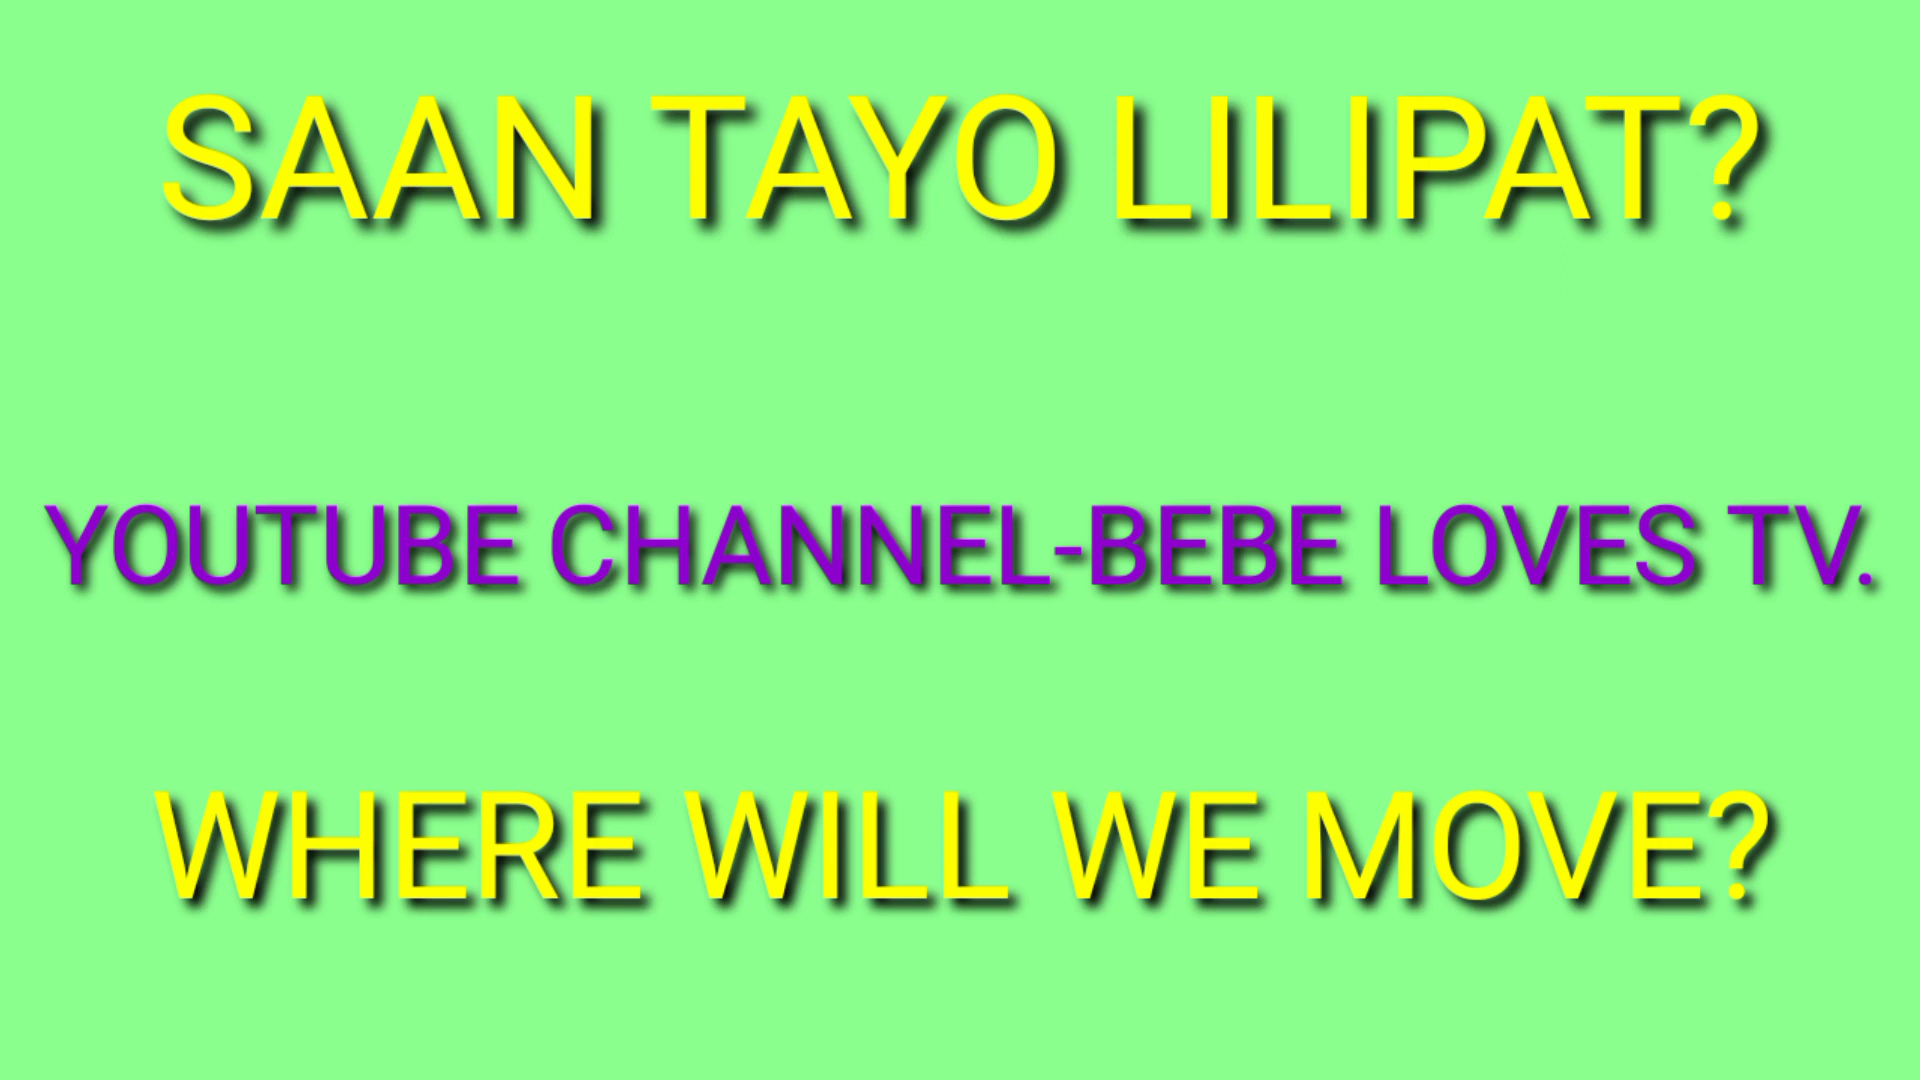 SAAN TAYO LILIPAT?
YOUTUBE CHANNEL-BEBE LOVES TV.
WHERE WILL WE MOVE?